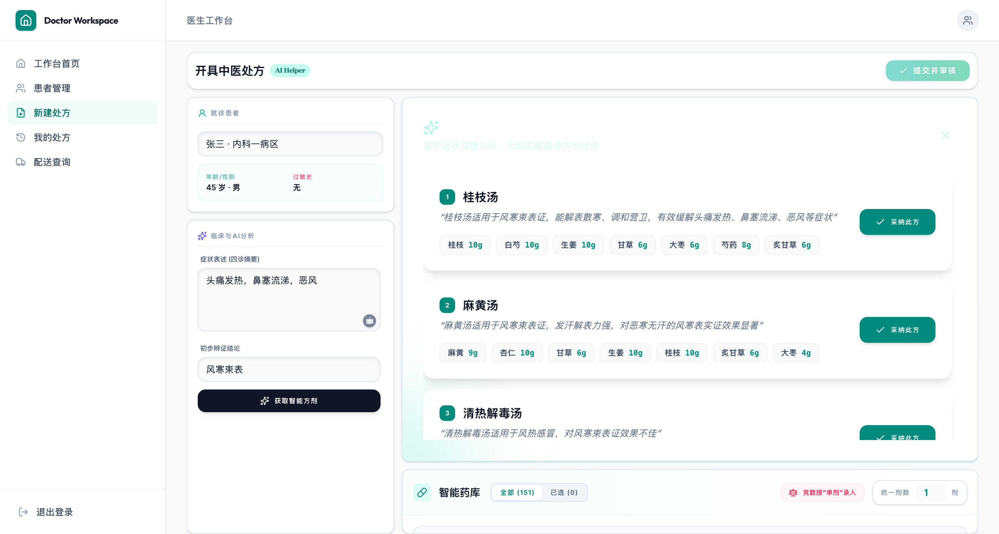 Doctor Workspace
医生工作台
工作台首页
患者管理
新建处方
我的处方
配送查询
退出登录
开具中医处方
AI Helper
提交并审核
就诊患者
张三 · 内科一病区
年龄/性别
过敏史
45 岁 · 男
无
临床与AI分析
症状表述 (四诊摘要)
头痛发热，鼻塞流涕，恶风
初步辨证结论
风寒束表
获取智能方剂
基于症状深度分析，为您匹配最佳方剂组合
1 桂枝汤
“桂枝汤适用于风寒束表证，能解表散寒、调和营卫，有效缓解头痛发热、鼻塞流涕、恶风等症状”
桂枝 10g 白芍 10g 生姜 10g 甘草 6g 大枣 6g 芍药 8g 炙甘草 6g
采纳此方
2 麻黄汤
“麻黄汤适用于风寒束表证，发汗解表力强，对恶寒无汗的风寒表实证效果显著”
麻黄 9g 杏仁 10g 甘草 6g 生姜 10g 桂枝 10g 炙甘草 6g 大枣 4g
采纳此方
3 清热解毒汤
“清热解毒汤适用于风热感冒，对风寒束表证效果不佳”
采纳此方
智能药库
全部 (151)
已选 (0)
克数按"单剂"录入
统一剂数 1 剂